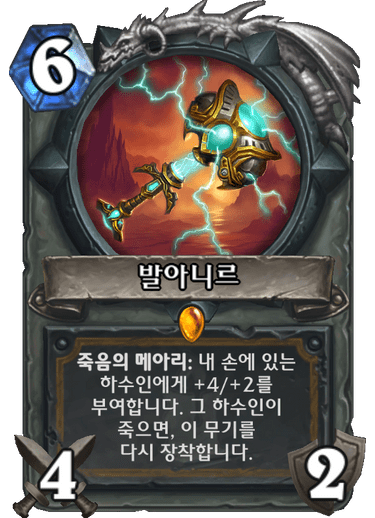 6
발아니르
죽음의 메아리: 내 손에 있는
하수인에게 +4/+2를
부여합니다. 그 하수인이
죽으면, 이 무기를
다시 장착합니다.
4
2